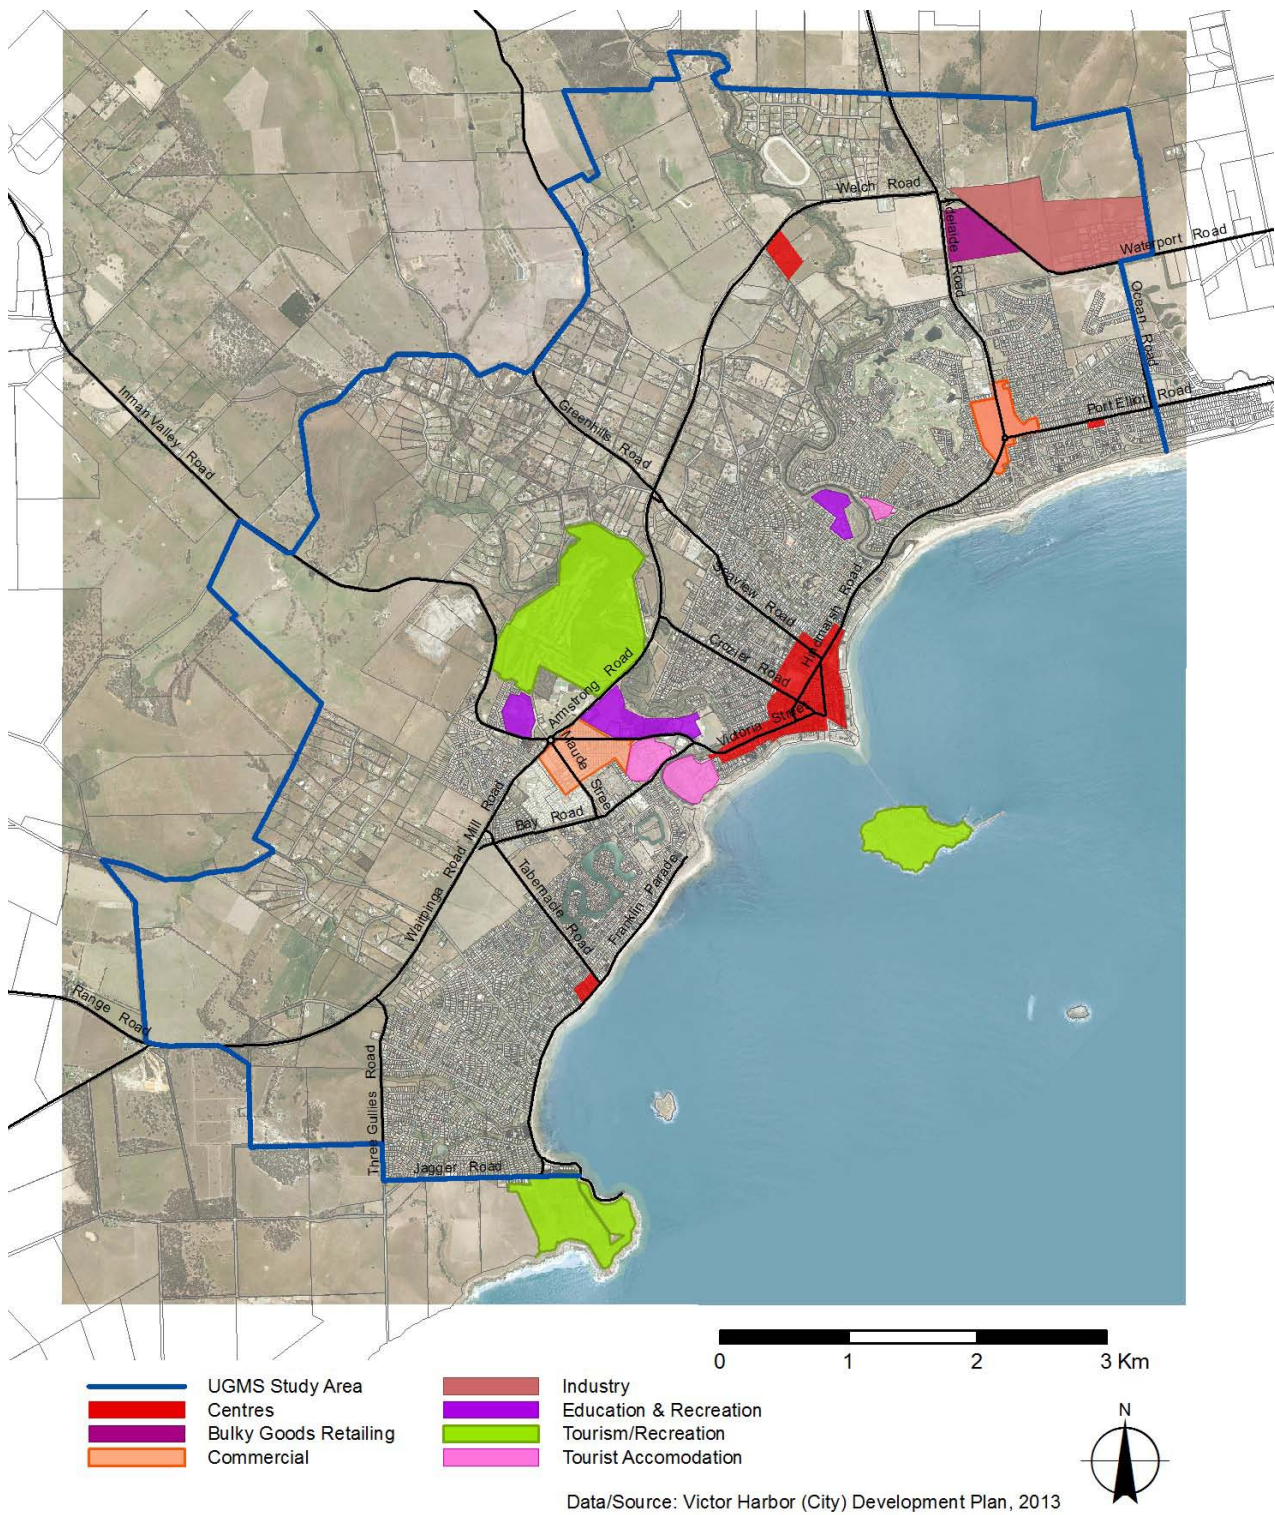 Welch Road
Adelaide Road
Waterport Road
Ocean Road
Port Elliot Road
Inman Valley Road
Greenhills Road
Seaview Road
Hindmarsh Road
Crozier Road
Armstrong Road
Victoria Street
Maude Street
Bay Road
Waitpinga Road Mill Road
Tabernacle Road
Franklin Parade
Range Road
Three Gullies Road
Jagger Road
0 1 2 3 Km
UGMS Study Area
Centres
Bulky Goods Retailing
Commercial
Industry
Education & Recreation
Tourism/Recreation
Tourist Accomodation
N
Data/Source: Victor Harbor (City) Development Plan, 2013